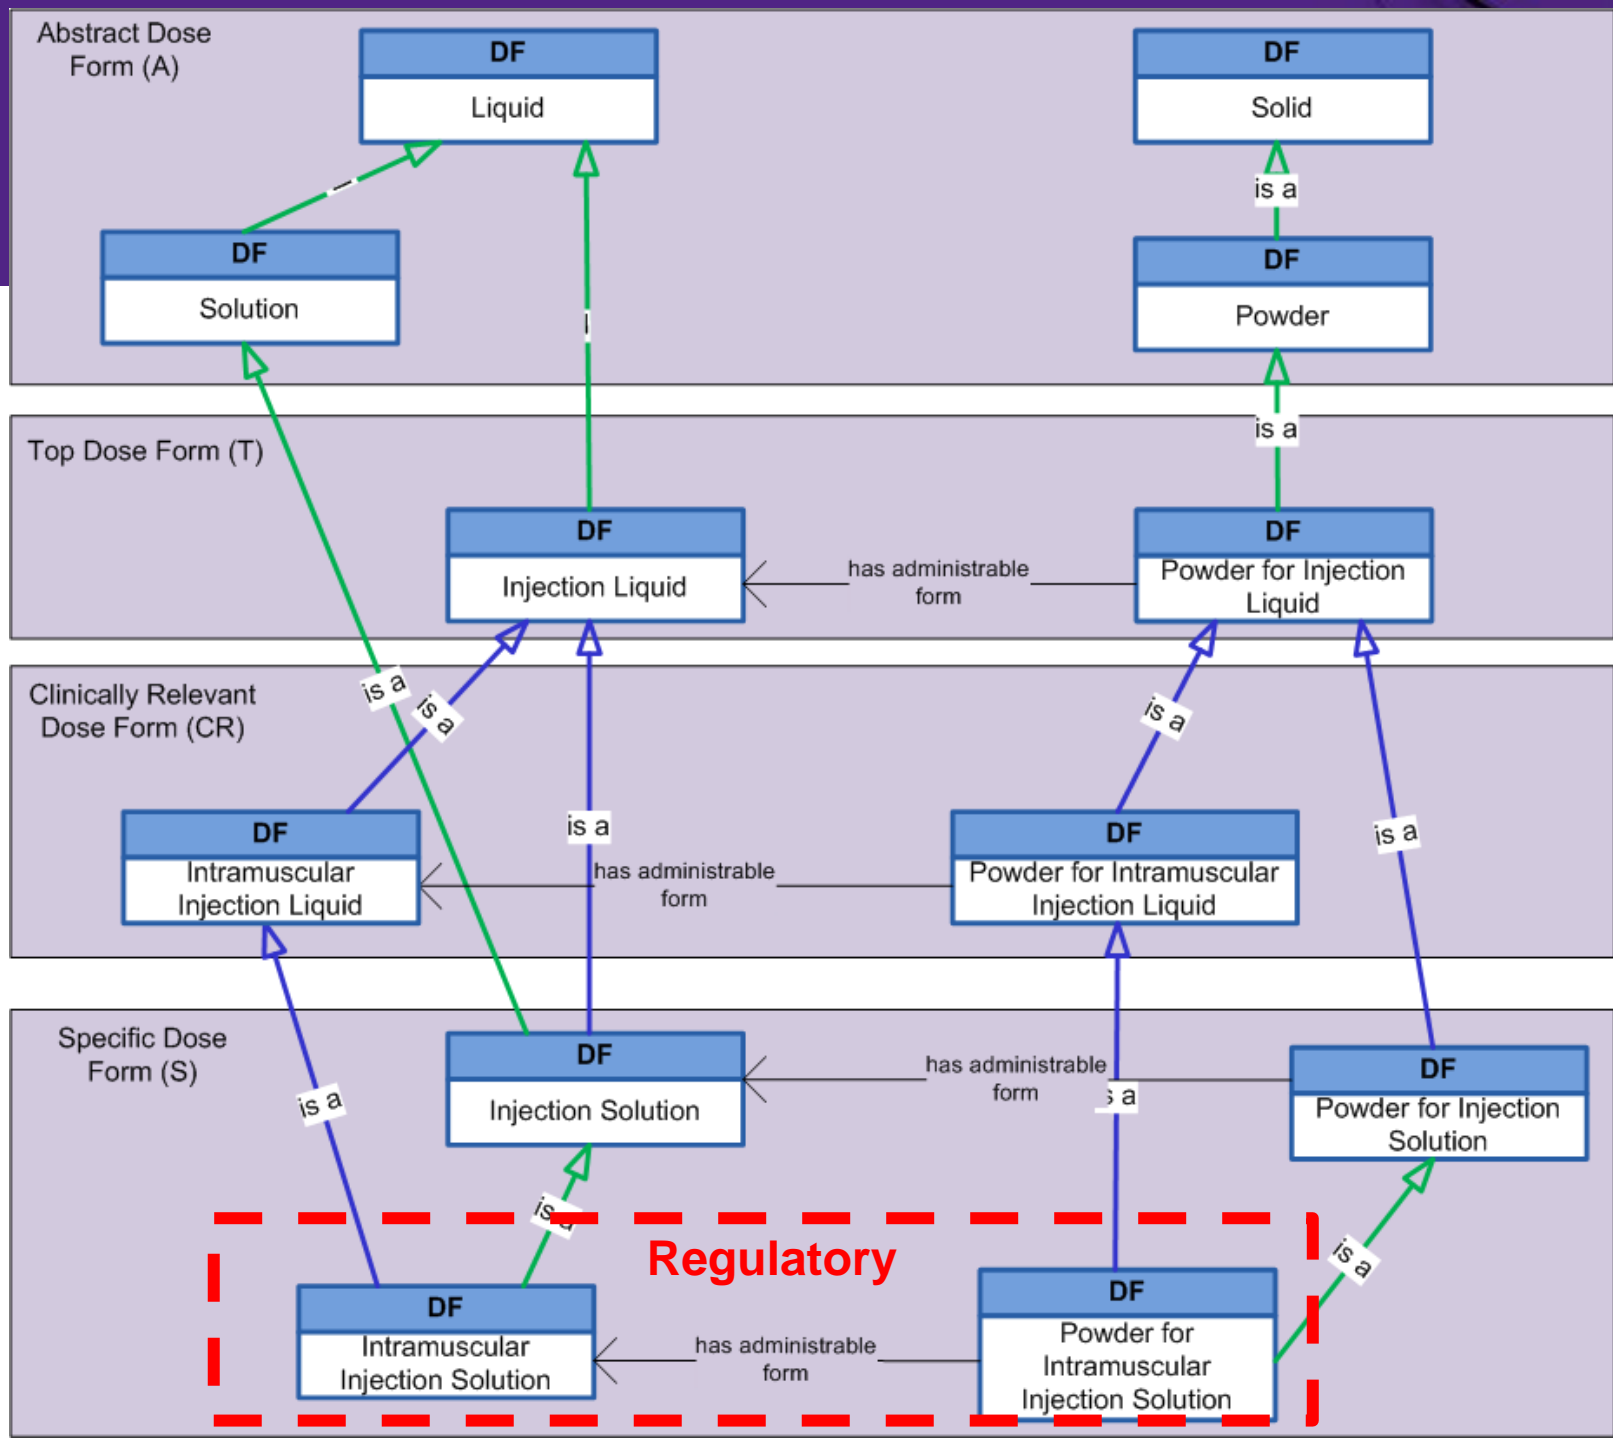 Abstract Dose
Form (A)
DF
Liquid
DF
Solid
is a
DF
Solution
DF
Powder
is a
Top Dose Form (T)
DF
Injection Liquid
has administrable
form
DF
Powder for Injection
Liquid
Clinically Relevant
Dose Form (CR)
is a
is a
is a
is a
is a
DF
Intramuscular
Injection Liquid
has administrable
form
DF
Powder for Intramuscular
Injection Liquid
Specific Dose
Form (S)
is a
DF
Injection Solution
has administrable
form
s a
DF
Powder for Injection
Solution
is a
Regulatory
is a
DF
Intramuscular
Injection Solution
has administrable
form
DF
Powder for
Intramuscular
Injection Solution